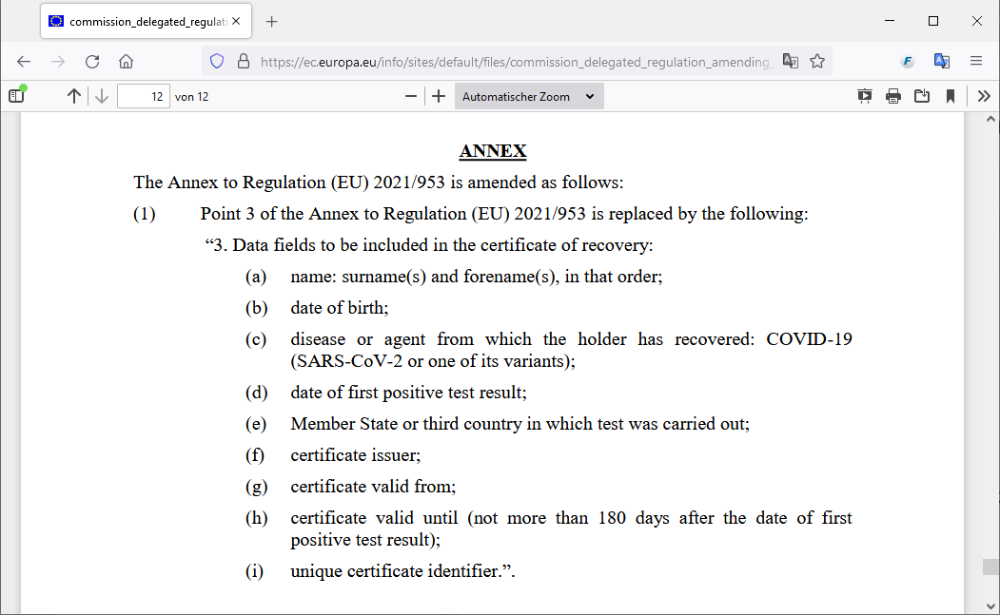 commission_delegated_regulati
https://ec.europa.eu/info/sites/default/files/commission_delegated_regulation_amending_
12 von 12 Automatischer Zoom
ANNEX
The Annex to Regulation (EU) 2021/953 is amended as follows:
(1) Point 3 of the Annex to Regulation (EU) 2021/953 is replaced by the following:
“3. Data fields to be included in the certificate of recovery:
(a) name: surname(s) and forename(s), in that order;
(b) date of birth;
(c) disease or agent from which the holder has recovered: COVID-19
(SARS-CoV-2 or one of its variants);
(d) date of first positive test result;
(e) Member State or third country in which test was carried out;
(f) certificate issuer;
(g) certificate valid from;
(h) certificate valid until (not more than 180 days after the date of first
positive test result);
(i) unique certificate identifier.”.